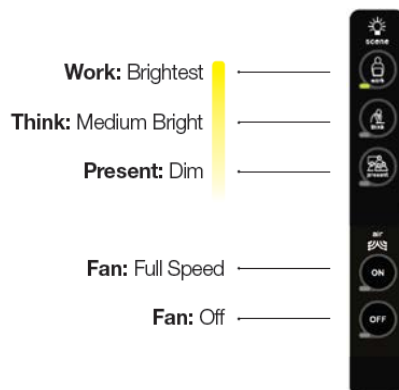 scene
Work: Brightest
work
Think: Medium Bright
think
Present: Dim
present
air
Fan: Full Speed
ON
Fan: Off
OFF